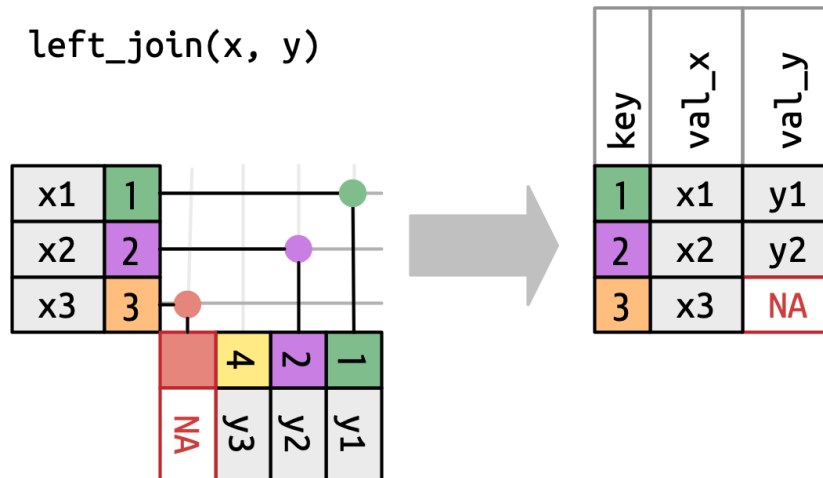 left_join(x, y)
x1 1
x2 2
x3 3
4 2 1
NA y3 y2 y1
key val_x val_y
1 x1 y1
2 x2 y2
3 x3 NA